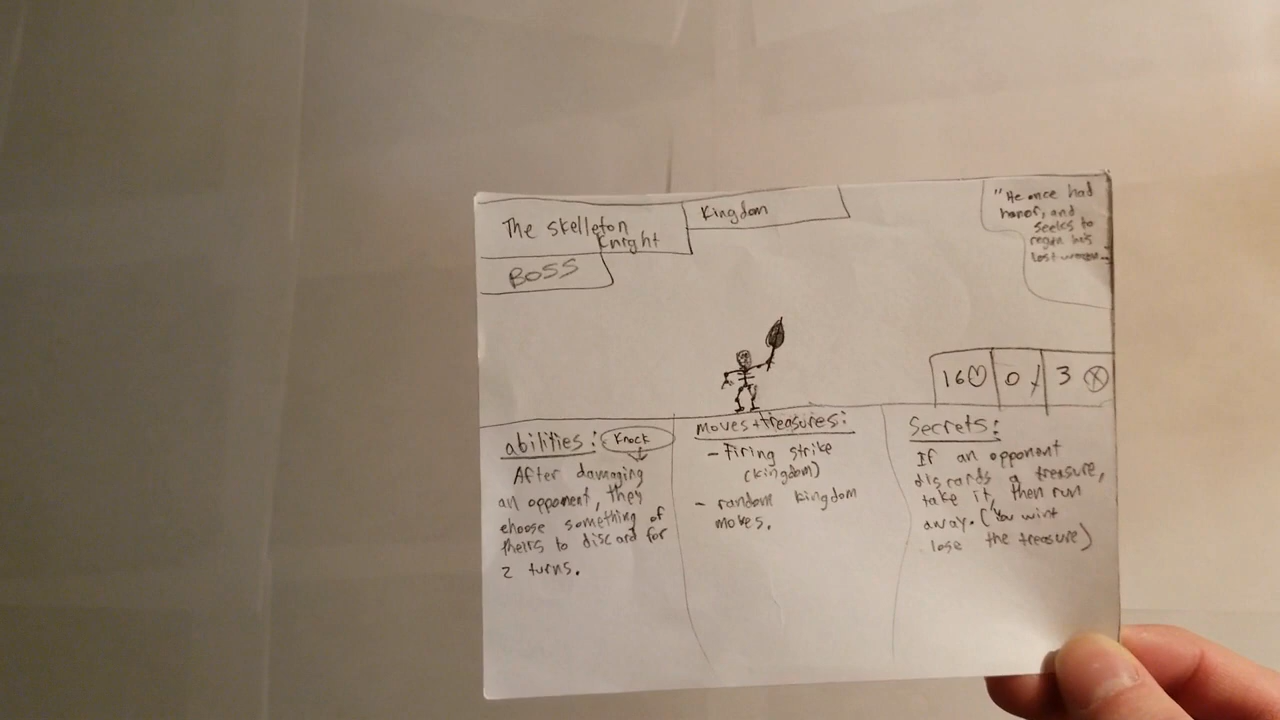 The skelleton
Knight
Kingdom
BOSS
"He once had
honor, and
seeks to
regain his
lost
16
0
3
abilities: Knock
After damaging
an opponent, they
choose something of
theirs to discard for
2 turns.
moves + treasures:
- Firing strike
(kingdom)
- random kingdom
moves.
Secrets:
If an opponent
discards a treasure,
take it, then run
away. (You wint
lose the treasure)